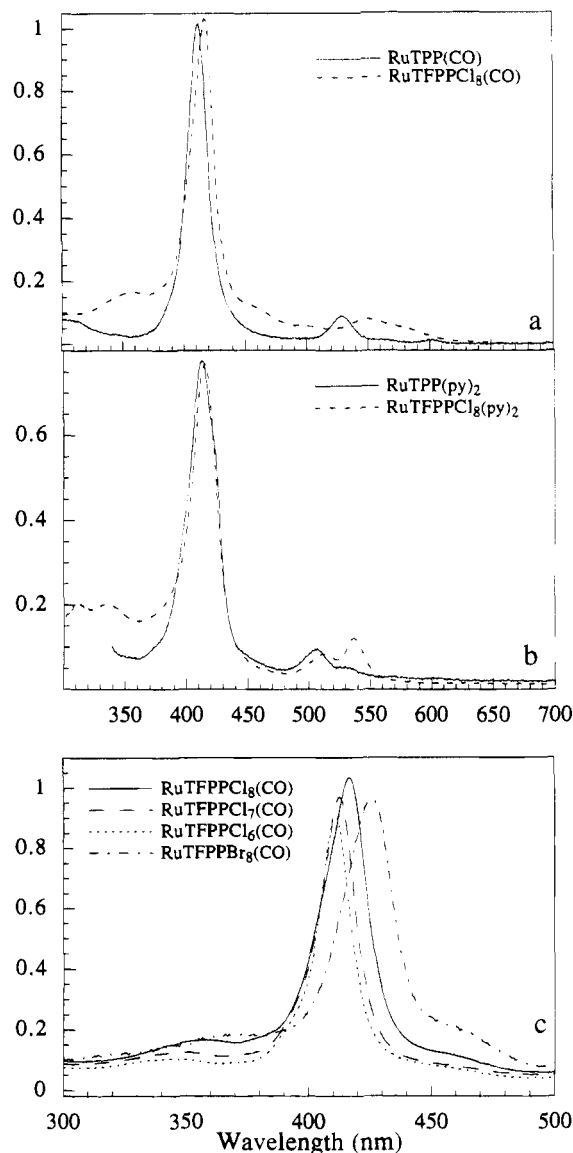 1
0.8
0.6
0.4
0.2
RuTPP(CO)
RuTFPPCl₈(CO)
a
0.6
0.4
0.2
RuTPP(py)₂
RuTFPPCl₈(py)₂
b
350 400 450 500 550 600 650 700
1
0.8
0.6
0.4
0.2
0
RuTFPPCl₈(CO)
RuTFPPCl₇(CO)
RuTFPPCl₆(CO)
RuTFPPBr₈(CO)
c
300 350 400 450 500
Wavelength (nm)